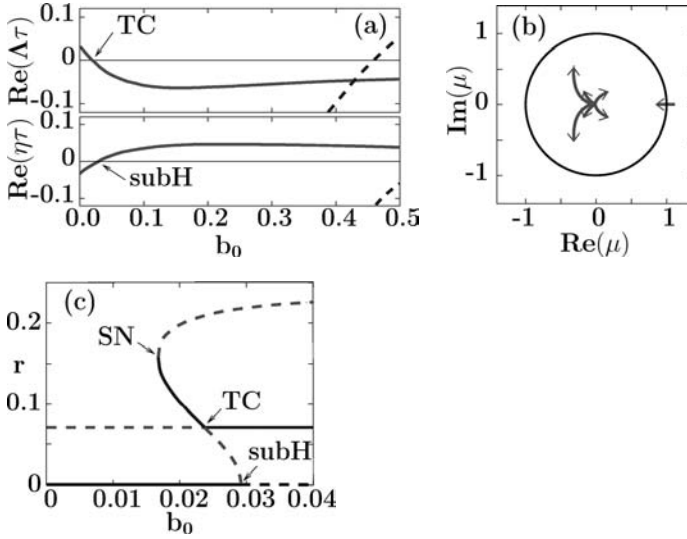 0.1
TC
(a)
Re(Λτ)
0
-0.1
0.1
Re(ητ)
0
subH
-0.1
0.0 0.1 0.2 0.3 0.4 0.5
b₀
(b)
1
Im(μ)
0
-1
-1 0 1
Re(μ)
(c)
0.2
SN
r
0.1
TC
subH
0
0 0.01 0.02 0.03 0.04
b₀